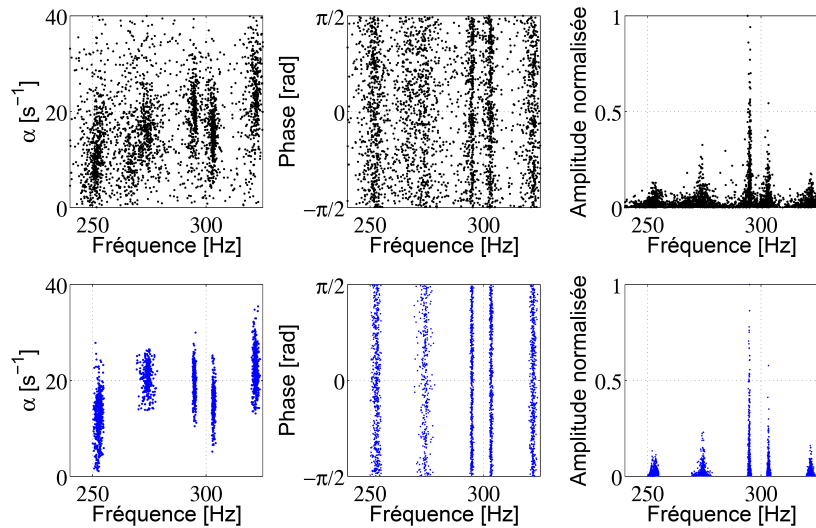 40
20
0
α [s⁻¹]
250
300
Fréquence [Hz]
π/2
0
−π/2
Phase [rad]
250
300
Fréquence [Hz]
1
0.5
0
Amplitude normalisée
250
300
Fréquence [Hz]
40
20
0
α [s⁻¹]
250
300
Fréquence [Hz]
π/2
0
−π/2
Phase [rad]
250
300
Fréquence [Hz]
1
0.5
0
Amplitude normalisée
250
300
Fréquence [Hz]